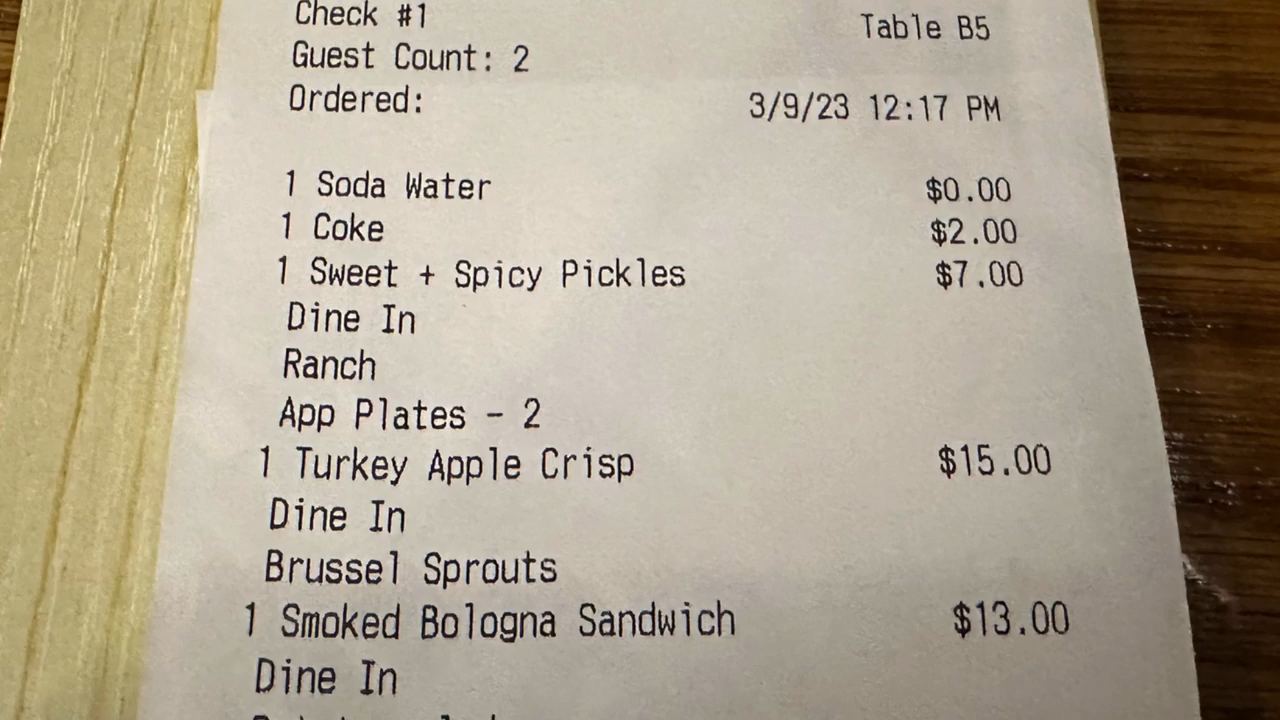 Check #1
Table B5
Guest Count: 2
Ordered: 3/9/23 12:17 PM
1 Soda Water $0.00
1 Coke $2.00
1 Sweet + Spicy Pickles $7.00
Dine In
Ranch
App Plates - 2
1 Turkey Apple Crisp $15.00
Dine In
Brussel Sprouts
1 Smoked Bologna Sandwich $13.00
Dine In